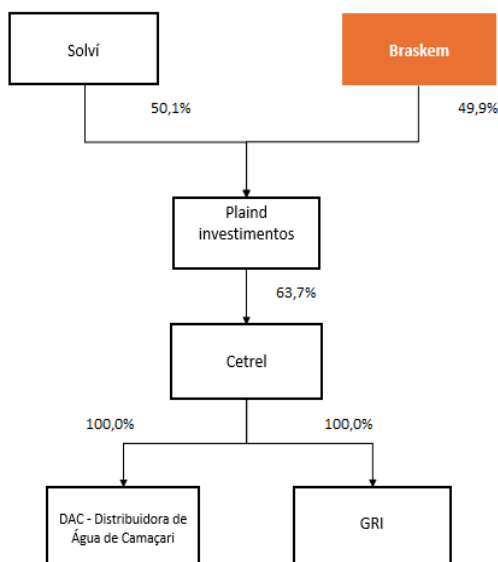 Solví
Braskem
50,1%
49,9%
Plaind
investimentos
63,7%
Cetrel
100,0%
100,0%
DAC - Distribuidora de
Água de Camaçari
GRI